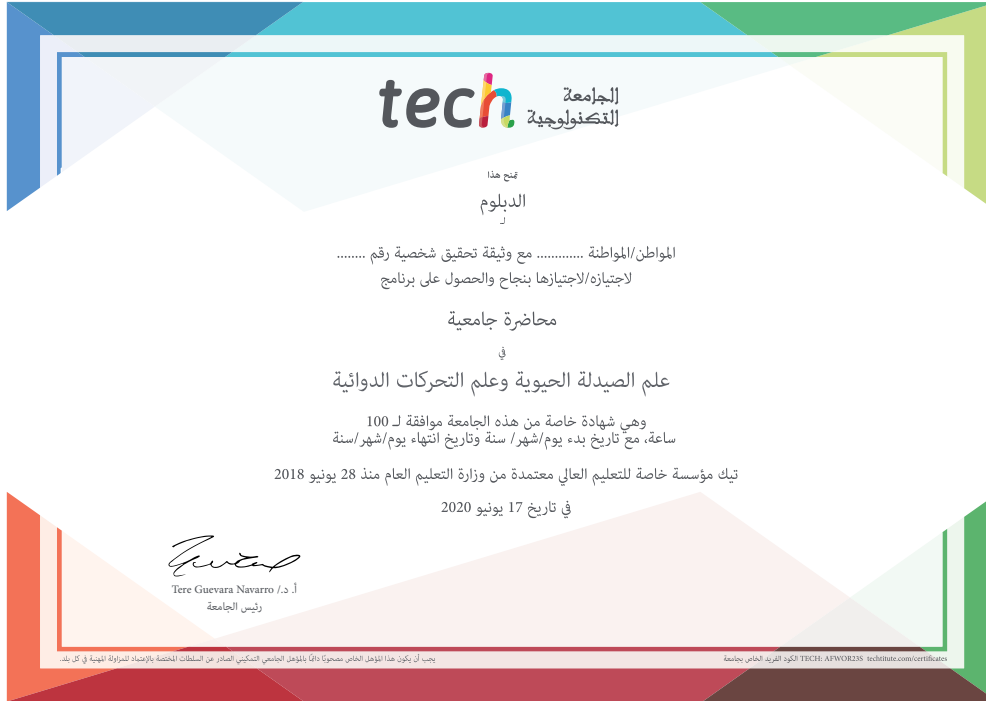 tech
الجامعة
التكنولوجية
يمنح هذا
الدبلوم
لـ
المواطن/المواطنة ............. مع وثيقة تحقيق شخصية رقم ........
لاجتيازه/لاجتيازها بنجاح والحصول على برنامج
محاضرة جامعية
في
علم الصيدلة الحيوية وعلم التحركات الدوائية
وهي شهادة خاصة من هذه الجامعة موافقة لـ 100
ساعة، مع تاريخ بدء يوم/شهر/ سنة وتاريخ انتهاء يوم/شهر/سنة
تيك مؤسسة خاصة للتعليم العالي معتمدة من وزارة التعليم العام منذ 28 يونيو 2018
في تاريخ 17 يونيو 2020
أ. د./ Tere Guevara Navarro
رئيس الجامعة
يجب أن يكون هذا المؤهل الخاص مصحوبًا دائمًا بالمؤهل الجامعي التمكيني الصادر عن السلطات المختصة بالإعتماد للمزاولة المهنية في كل بلد.
الكود الفريد الخاص بجامعة TECH: AFWOR23S techtitute.com/certificates